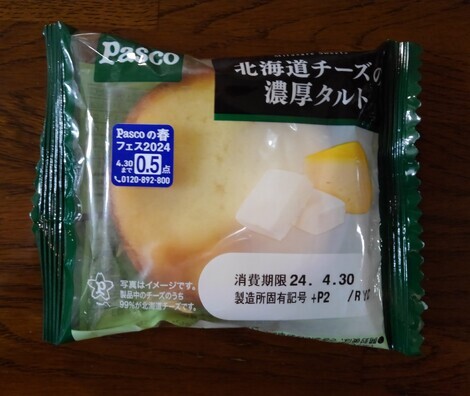 Pasco
北海道チーズの
濃厚タルト
Pascoの春
フェス2024
4.30
まで
0.5点
0120-892-800
消費期限 24. 4.30
製造所固有記号 +P2 /RY
写真はイメージです。
製品中のチーズのうち
99%が北海道チーズです。